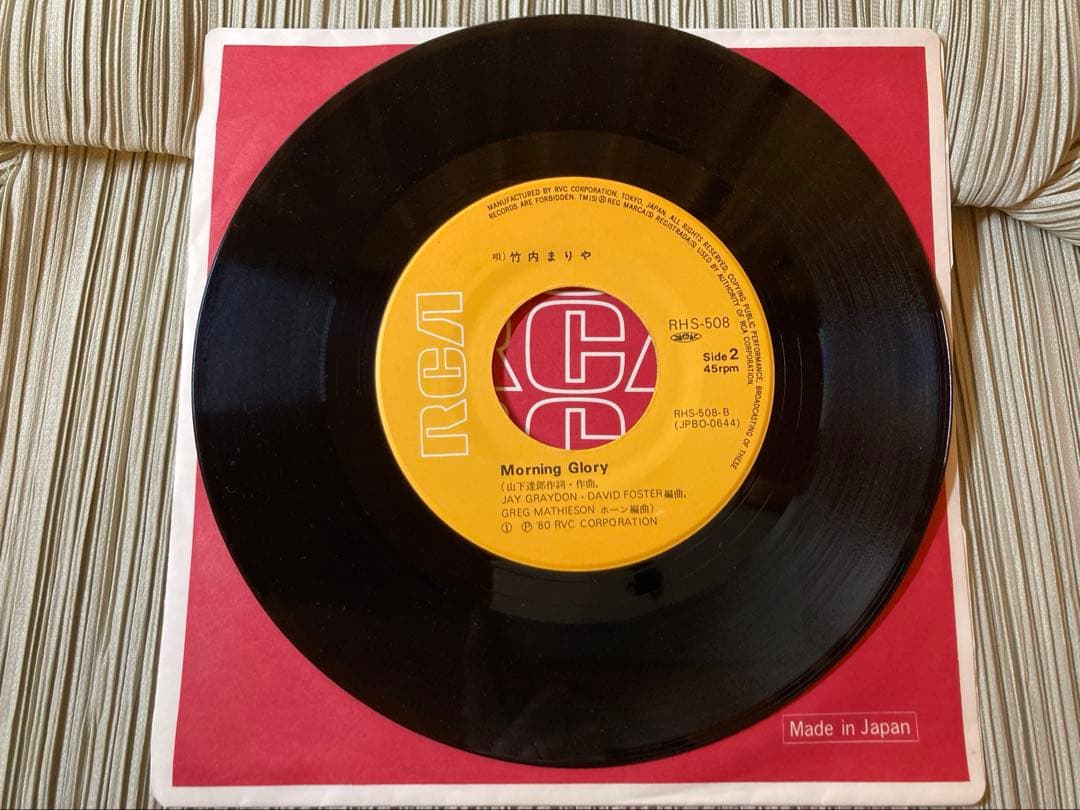 MANUFACTURED BY RVC CORPORATION, TOKYO, JAPAN. ALL RIGHTS RESERVED, COPYING PUBLIC PERFORMANCE, BROADCASTING OF THESE
RECORDS ARE FORBIDDEN. TM(S) ® REG MARCA(S) REGISTRADA(S) USED BY AUTHORITY OF RCA CORPORATION.
唄) 竹内まりや
RCA
RHS-508
JASRAC
Side 2
45rpm
RHS-508-B
(JPBO-0644)
Morning Glory
(山下達郎作詞・作曲,
JAY GRAYDON・DAVID FOSTER編曲,
GREG MATHIESON ホーン編曲)
① Ⓟ '80 RVC CORPORATION
Made in Japan